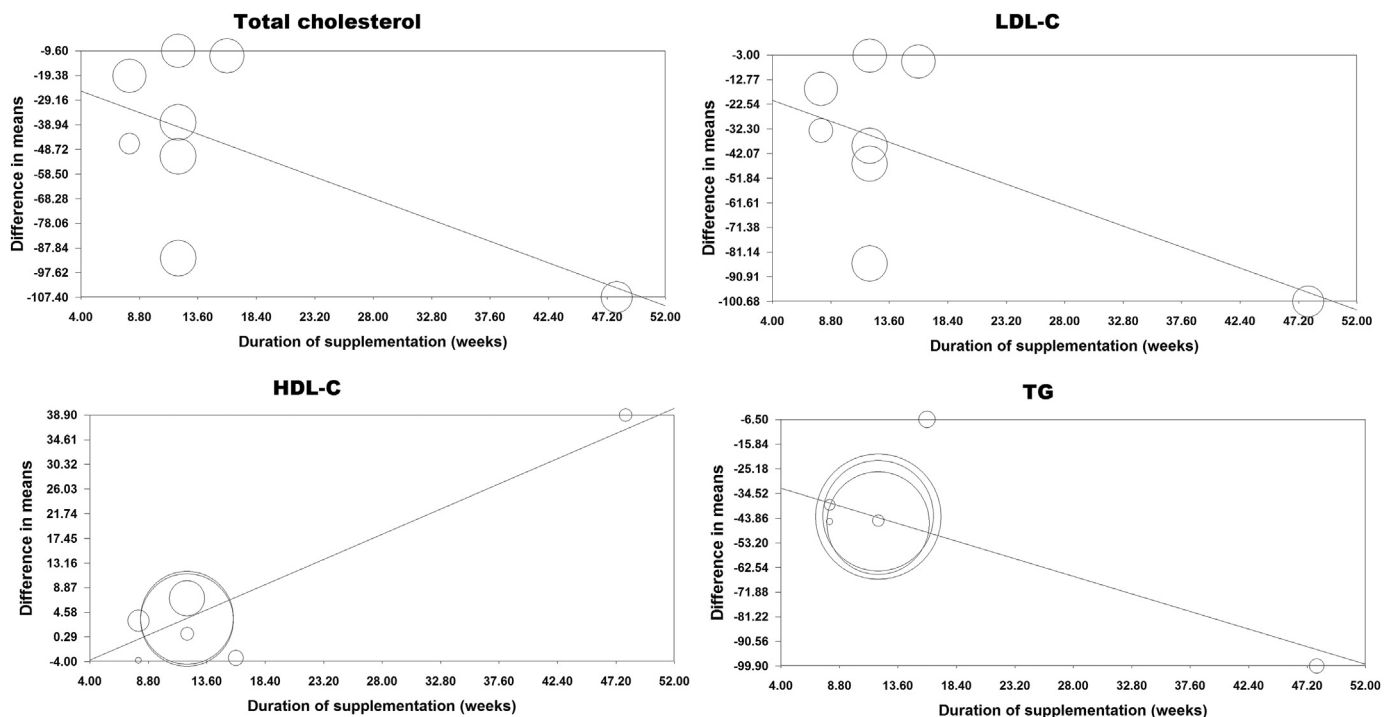 Total cholesterol
Difference in means
-9.60
-19.38
-29.16
-38.94
-48.72
-58.50
-68.28
-78.06
-87.84
-97.62
-107.40
4.00 8.80 13.60 18.40 23.20 28.00 32.80 37.60 42.40 47.20 52.00
Duration of supplementation (weeks)
LDL-C
Difference in means
-3.00
-12.77
-22.54
-32.30
-42.07
-51.84
-61.61
-71.38
-81.14
-90.91
-100.68
4.00 8.80 13.60 23.20 18.40 28.00 32.80 37.60 42.40 47.20 52.00
Duration of supplementation (weeks)
HDL-C
Difference in means
38.90
34.61
30.32
26.03
21.74
17.45
13.16
8.87
4.58
0.29
-4.00
4.00 8.80 13.60 18.40 23.20 28.00 32.80 37.60 42.40 47.20 52.00
Duration of supplementation (weeks)
TG
Difference in means
-6.50
-15.84
-25.18
-34.52
-43.86
-53.20
-62.54
-71.88
-81.22
-90.56
-99.90
4.00 8.80 13.60 18.40 23.20 28.00 32.80 37.60 42.40 47.20 52.00
Duration of supplementation (weeks)